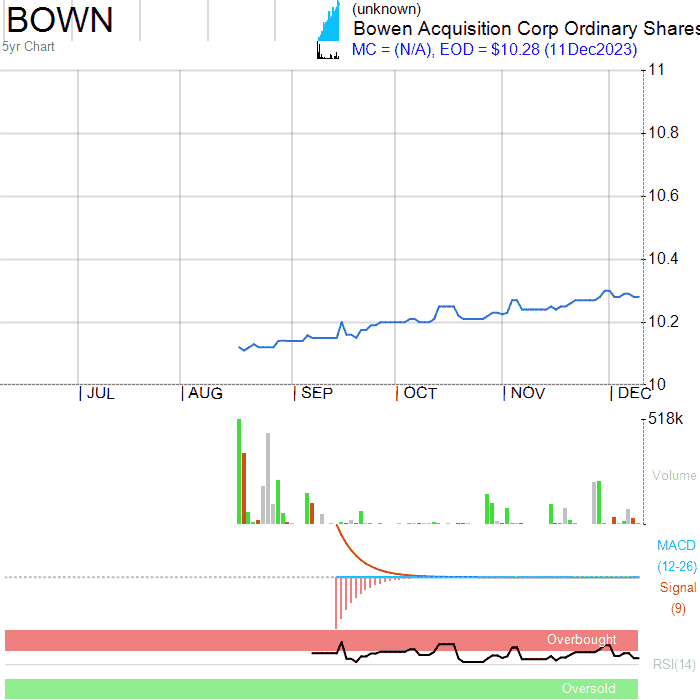 BOWN
5yr Chart
(unknown)
Bowen Acquisition Corp Ordinary Shares
MC = (N/A), EOD = $10.28 (11Dec2023)
11
10.8
10.6
10.4
10.2
10
JUL
AUG
SEP
OCT
NOV
DEC
518k
Volume
MACD
(12-26)
Signal
(9)
Overbought
RSI(14)
Oversold